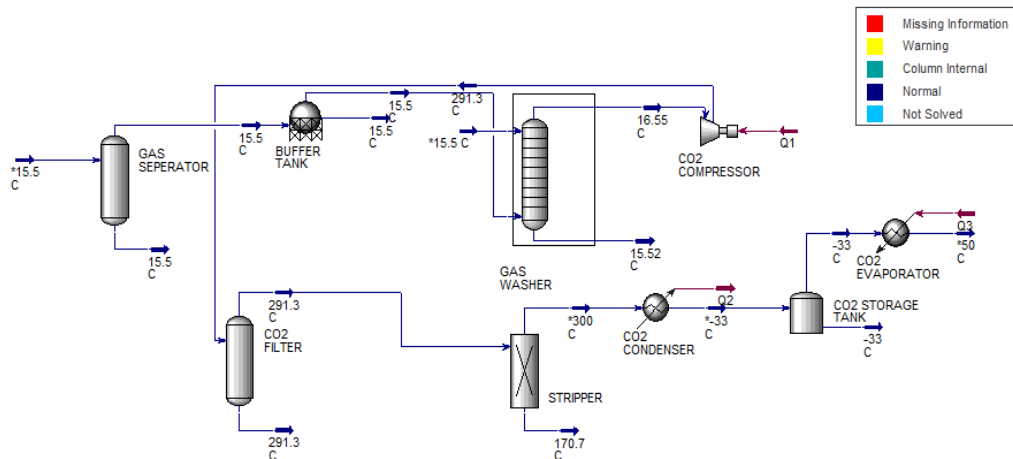 Missing Information
Warning
Column Internal
Normal
Not Solved
*15.5
C
GAS
SEPERATOR
15.5
C
15.5
C
BUFFER
TANK
15.5
C
15.5
C
291.3
C
*15.5
C
GAS
WASHER
16.55
C
15.52
C
CO2
COMPRESSOR
Q1
291.3
C
CO2
FILTER
291.3
C
*300
C
STRIPPER
170.7
C
CO2
CONDENSER
Q2
*-33
C
CO2 STORAGE
TANK
-33
C
-33
C
CO2
EVAPORATOR
Q3
*50
C